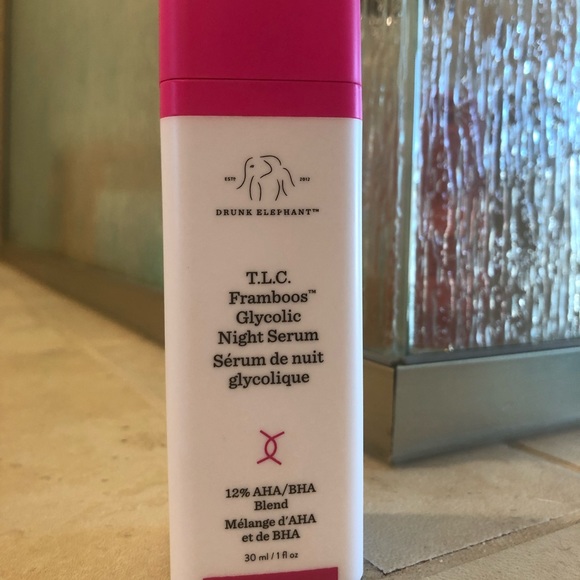 ESTD 2012
DRUNK ELEPHANT™
T.L.C.
Framboos™
Glycolic
Night Serum
Sérum de nuit
glycolique
12% AHA/BHA
Blend
Mélange d'AHA
et de BHA
30 ml / 1 fl oz